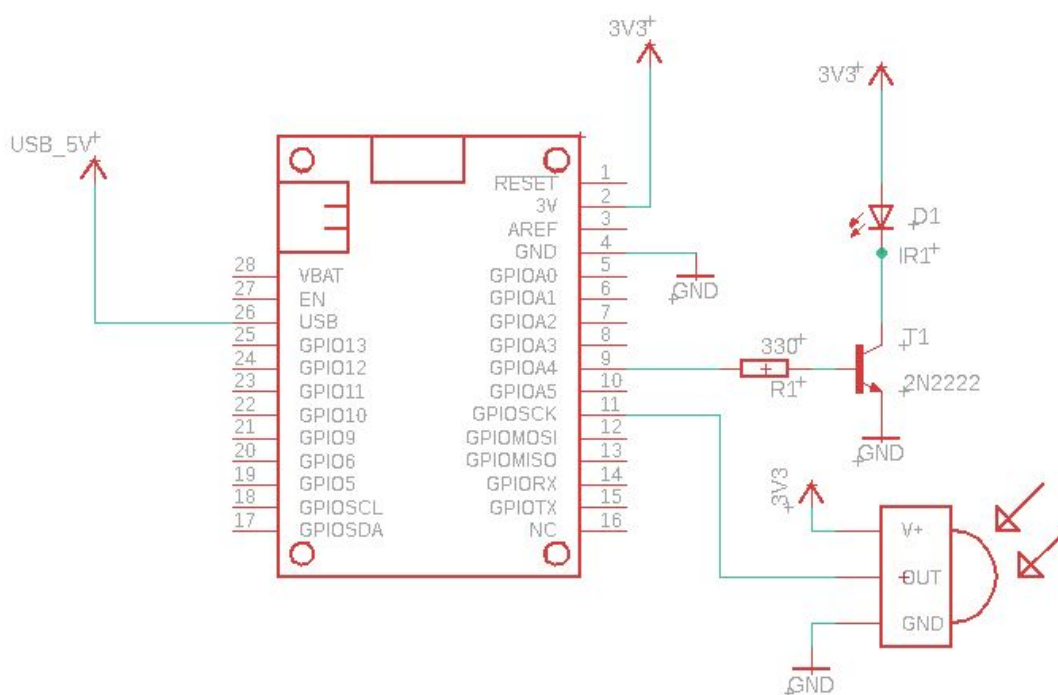 3V3
3V3
USB_5V
RESET
1
3V
2
AREF
3
GND
4
GPIOA0
5
GPIOA1
6
GPIOA2
7
GPIOA3
8
GPIOA4
9
GPIOA5
10
GPIOSCK
11
GPIOMOSI
12
GPIOMISO
13
GPIORX
14
GPIOTX
15
NC
16
28
VBAT
27
EN
26
USB
25
GPIO13
24
GPIO12
23
GPIO11
22
GPIO10
21
GPIO9
20
GPIO6
19
GPIO5
18
GPIOSCL
17
GPIOSDA
GND
D1
IR1
330
R1
T1
2N2222
GND
3V3
V+
OUT
GND
GND